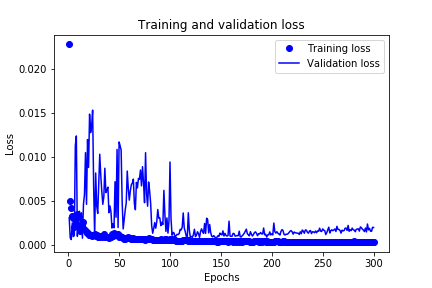 Training and validation loss
Training loss
Validation loss
0.020
0.015
0.010
0.005
0.000
Loss
0
50
100
150
200
250
300
Epochs